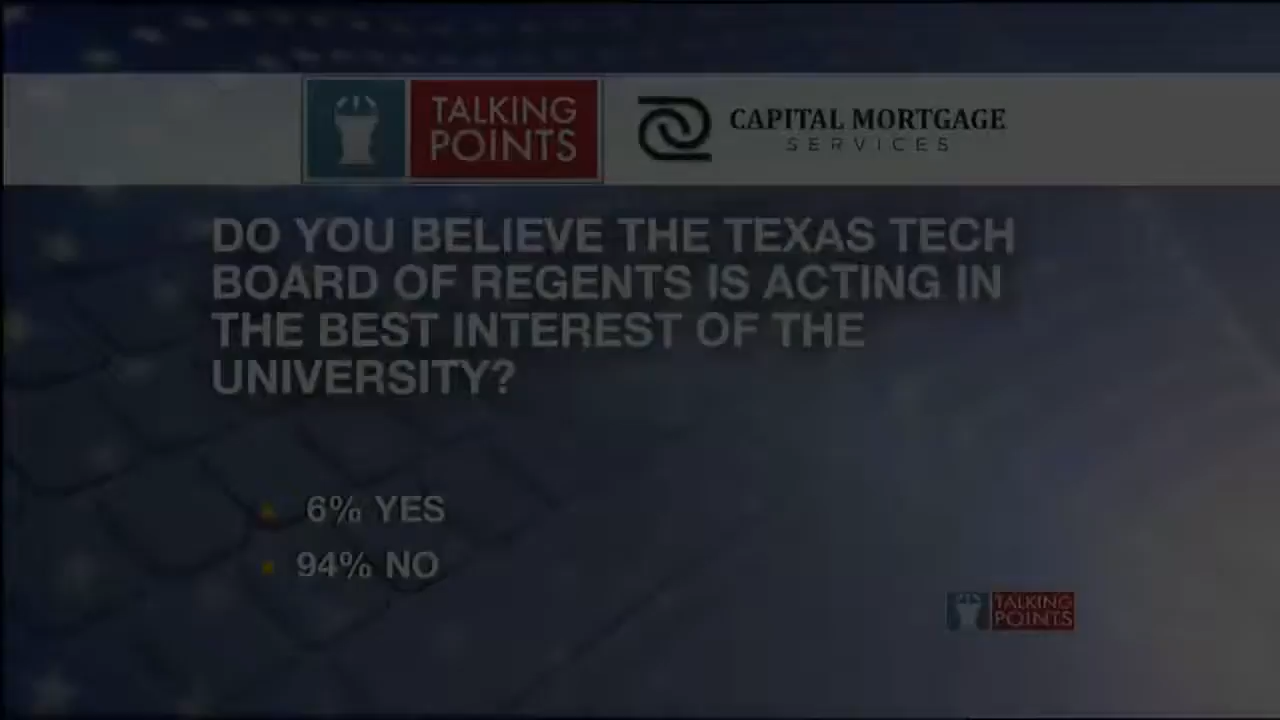 TALKING
POINTS
CAPITAL MORTGAGE
SERVICES
DO YOU BELIEVE THE TEXAS TECH
BOARD OF REGENTS IS ACTING IN
THE BEST INTEREST OF THE
UNIVERSITY?
6% YES
94% NO
TALKING
POINTS